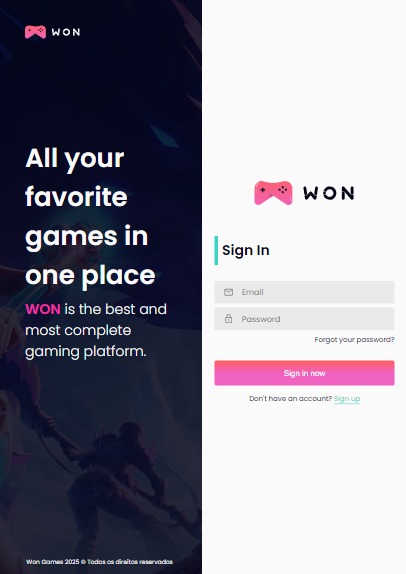 WON
All your
favorite
games in
one place
WON is the best and
most complete
gaming platform.
Won Games 2025 © Todos os direitos reservados
WON
Sign In
Email
Password
Forgot your password?
Sign in now
Don't have an account? Sign up